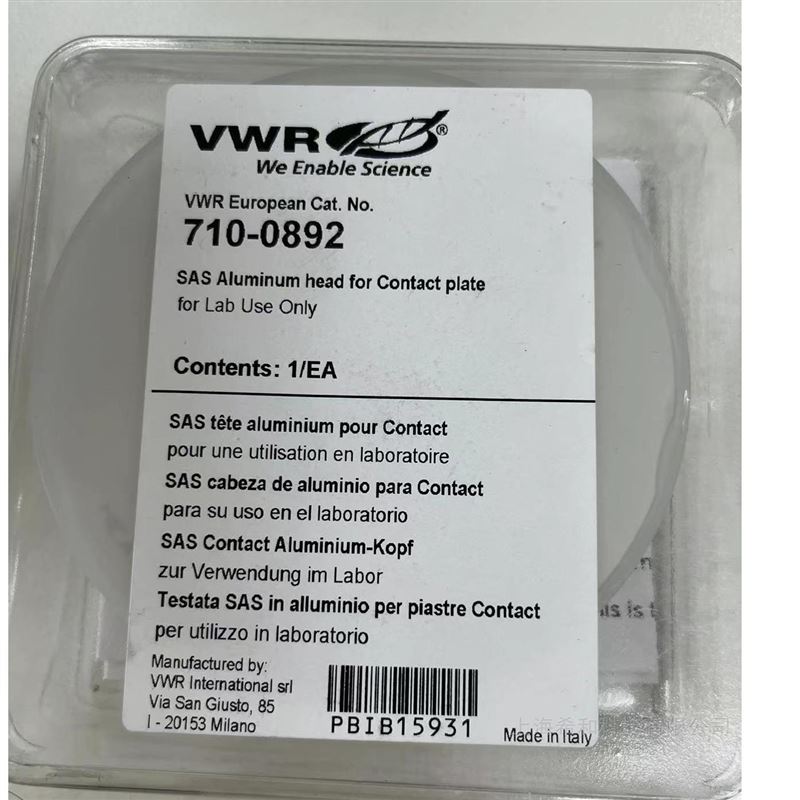 VWR®
We Enable Science
VWR European Cat. No.
710-0892
SAS Aluminum head for Contact plate
for Lab Use Only
Contents: 1/EA
SAS tête aluminium pour Contact
pour une utilisation en laboratoire
SAS cabeza de aluminio para Contact
para su uso en el laboratorio
SAS Contact Aluminium-Kopf
zur Verwendung im Labor
Testata SAS in alluminio per piastre Contact
per utilizzo in laboratorio
Manufactured by:
VWR International srl
Via San Giusto, 85
I - 20153 Milano
PBIB15931
Made in Italy
is is